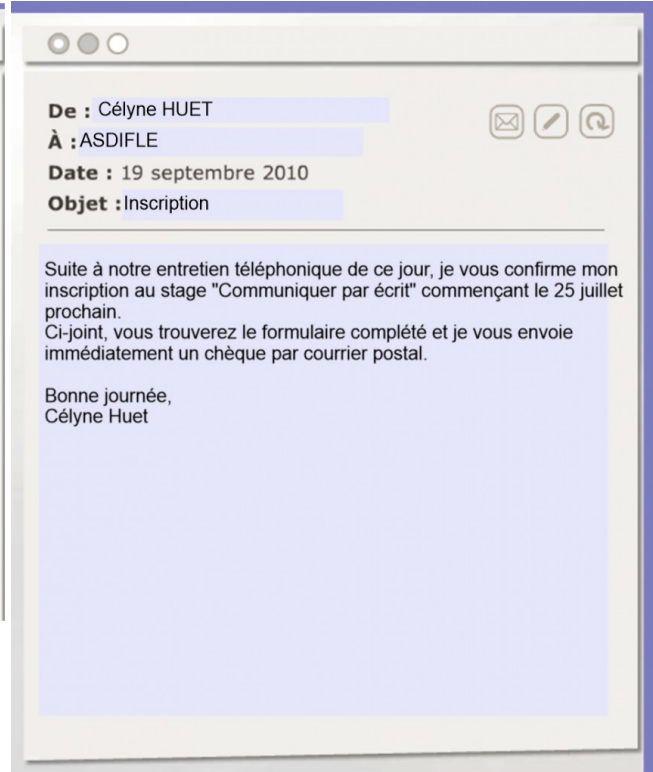 De : Célyne HUET
À : ASDIFLE
Date : 19 septembre 2010
Objet : Inscription
Suite à notre entretien téléphonique de ce jour, je vous confirme mon
inscription au stage "Communiquer par écrit" commençant le 25 juillet
prochain.
Ci-joint, vous trouverez le formulaire complété et je vous envoie
immédiatement un chèque par courrier postal.
Bonne journée,
Célyne Huet